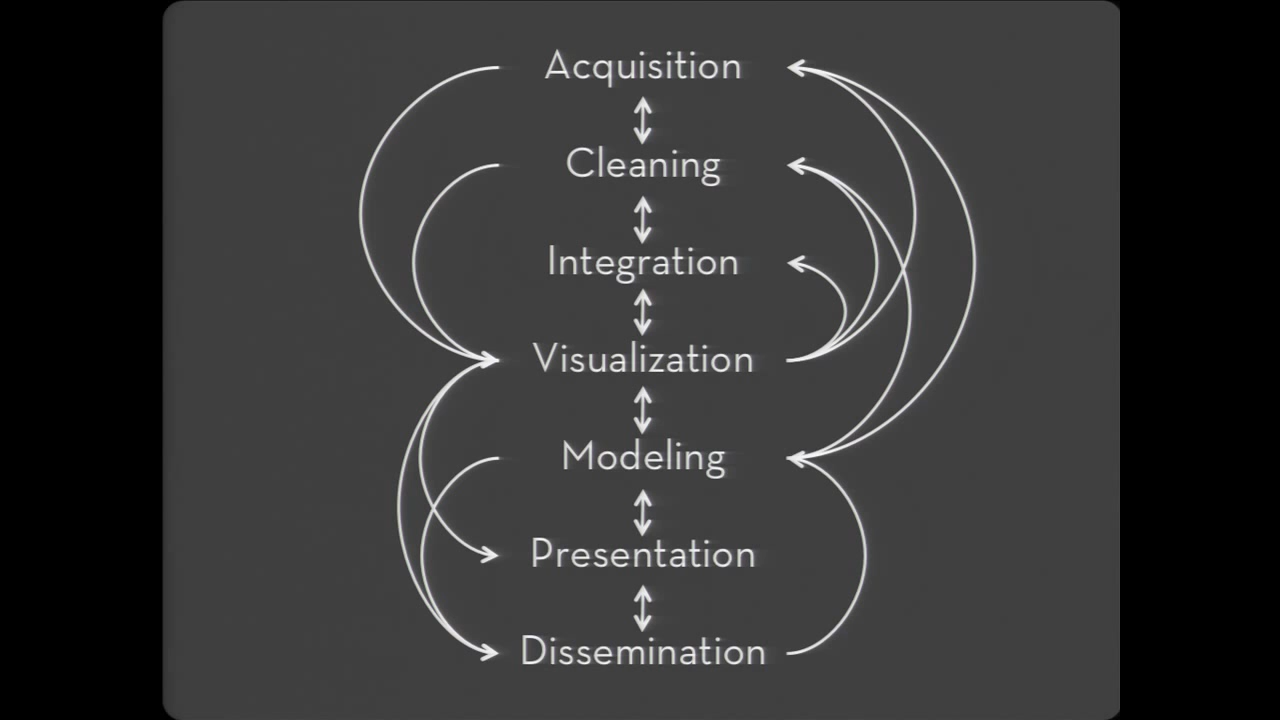 Acquisition
Cleaning
Integration
Visualization
Modeling
Presentation
Dissemination